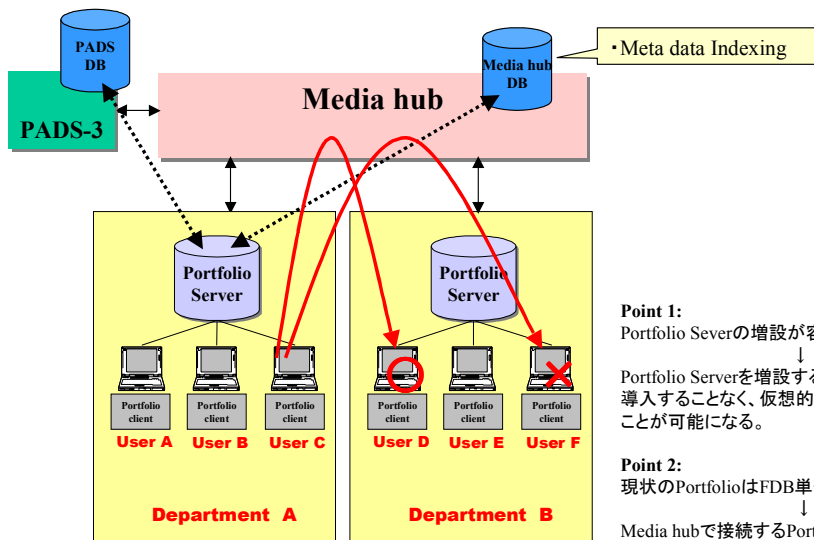 PADS
DB
・Meta data Indexing
Media hub
DB
Media hub
PADS-3
Portfolio
Server
Portfolio
Server
Portfolio
client
Portfolio
client
Portfolio
client
Portfolio
client
Portfolio
client
Portfolio
client
User A
User B
User C
User D
User E
User F
Department A
Department B
Point 1:
Portfolio Severの増設が容
↓
Portfolio Serverを増設する
導入することなく、仮想的
ことが可能になる。
Point 2:
現状のPortfolioはFDB単
↓
Media hubで接続するPort